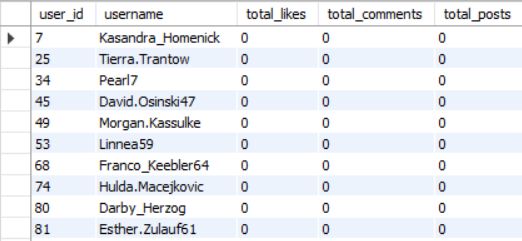 user_id username total_likes total_comments total_posts
7 Kasandra_Homenick 0 0 0
25 Tierra.Trantow 0 0 0
34 Pearl7 0 0 0
45 David.Osinski47 0 0 0
49 Morgan.Kassulke 0 0 0
53 Linnea59 0 0 0
68 Franco_Keebler64 0 0 0
74 Hulda.Macejkovic 0 0 0
80 Darby_Herzog 0 0 0
81 Esther.Zulauf61 0 0 0